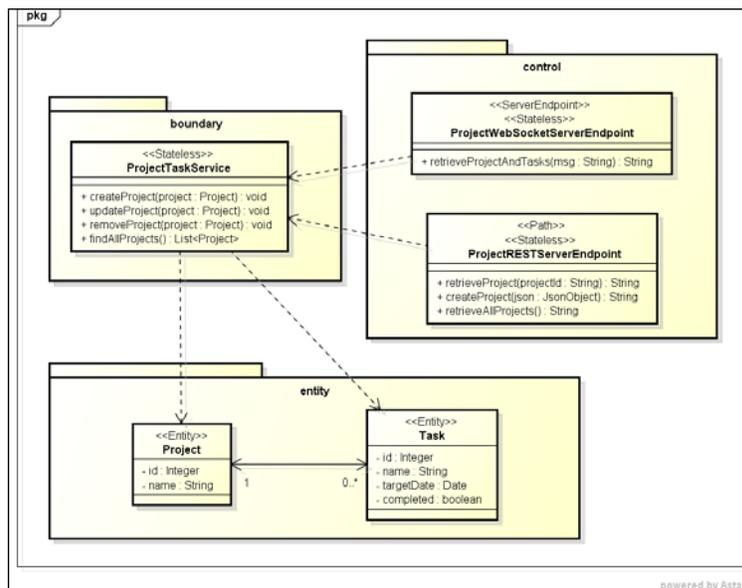 pkg
control
<<ServerEndpoint>>
<<Stateless>>
ProjectWebSocketServerEndpoint
+ retrieveProjectAndTasks(msg : String) : String
boundary
<<Stateless>>
ProjectTaskService
+ createProject(project : Project) : void
+ updateProject(project : Project) : void
+ removeProject(project : Project) : void
+ findAllProjects() : List<Project>
<<Path>>
<<Stateless>>
ProjectRESTServerEndpoint
+ retrieveProject(projectId : String) : String
+ createProject(json : JsonObject) : String
+ retrieveAllProjects() : String
entity
<<Entity>>
Project
- id : Integer
- name : String
1
0..*
<<Entity>>
Task
- id : Integer
- name : String
- targetDate : Date
- completed : boolean
powered by Asta